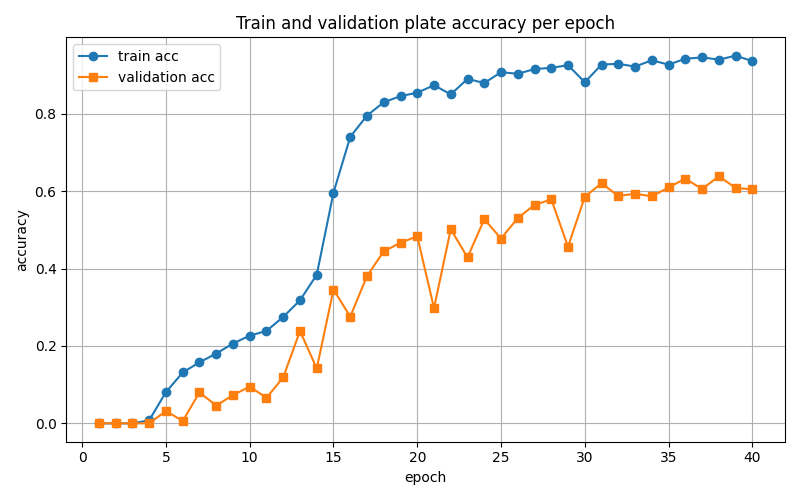 Train and validation plate accuracy per epoch
train acc
validation acc
accuracy
0.8
0.6
0.4
0.2
0.0
0 5 10 15 20 25 30 35 40
epoch